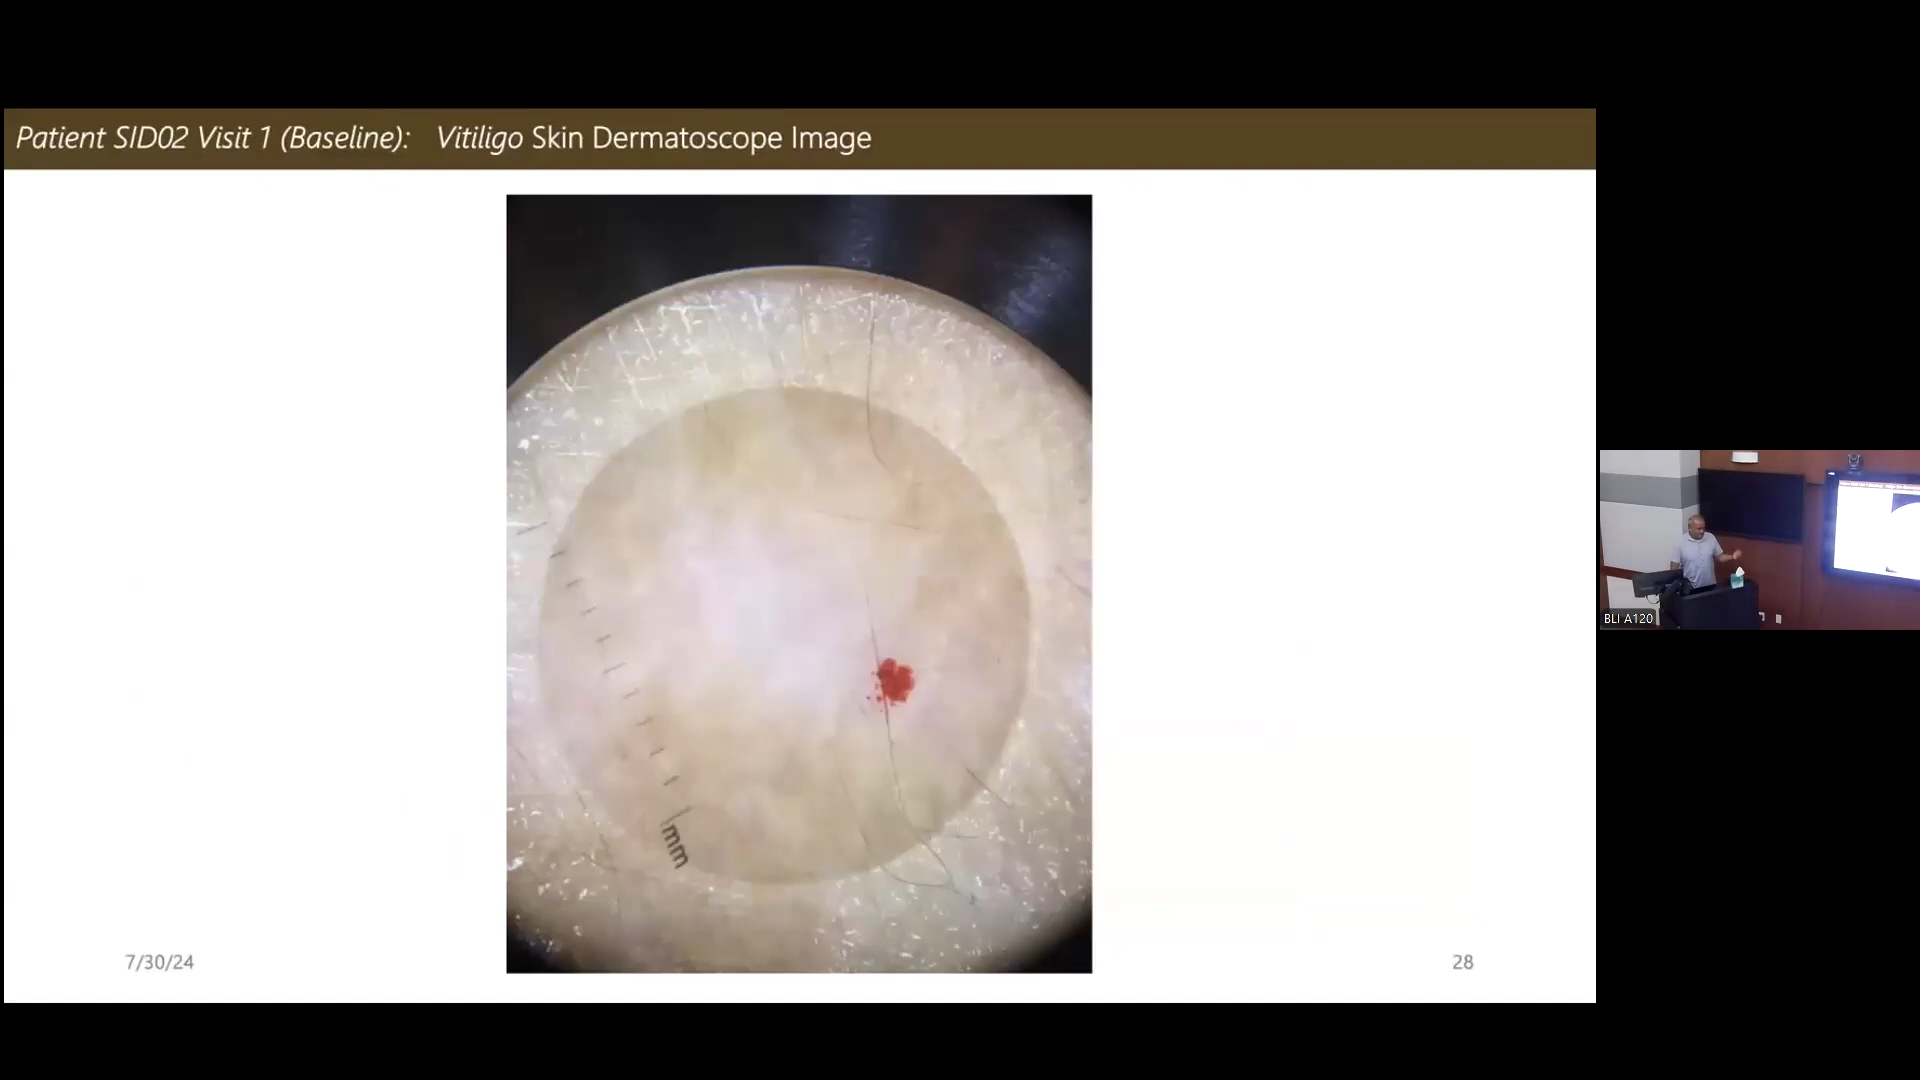 Patient SID02 Visit 1 (Baseline): Vitiligo Skin Dermatoscope Image
mm
7/30/24
28
BLI A120